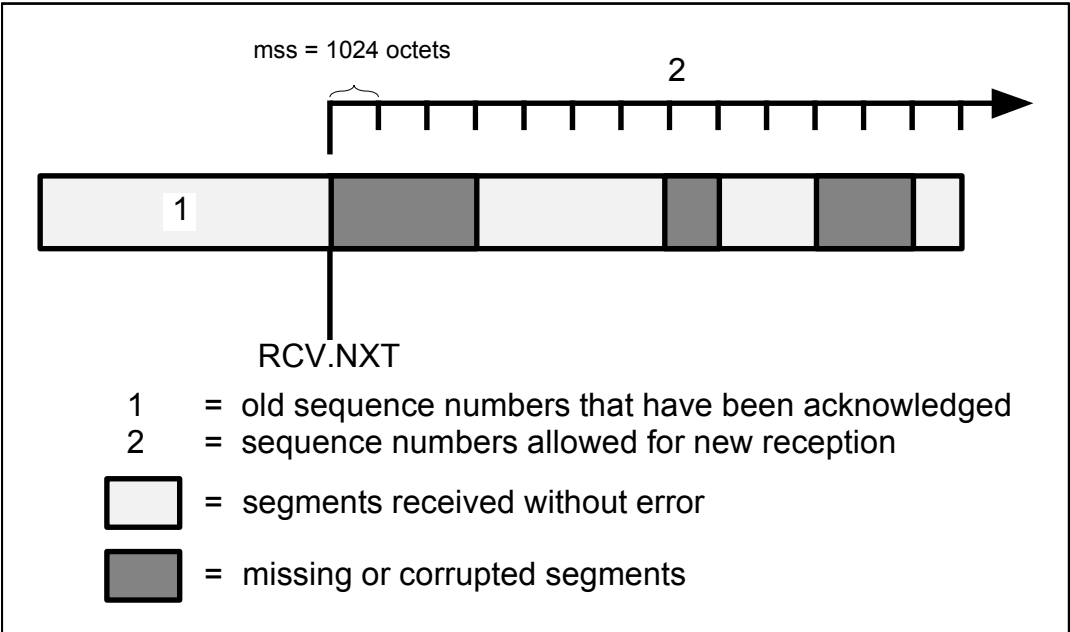 mss = 1024 octets
2
1
RCV.NXT
1 = old sequence numbers that have been acknowledged
2 = sequence numbers allowed for new reception
= segments received without error
= missing or corrupted segments